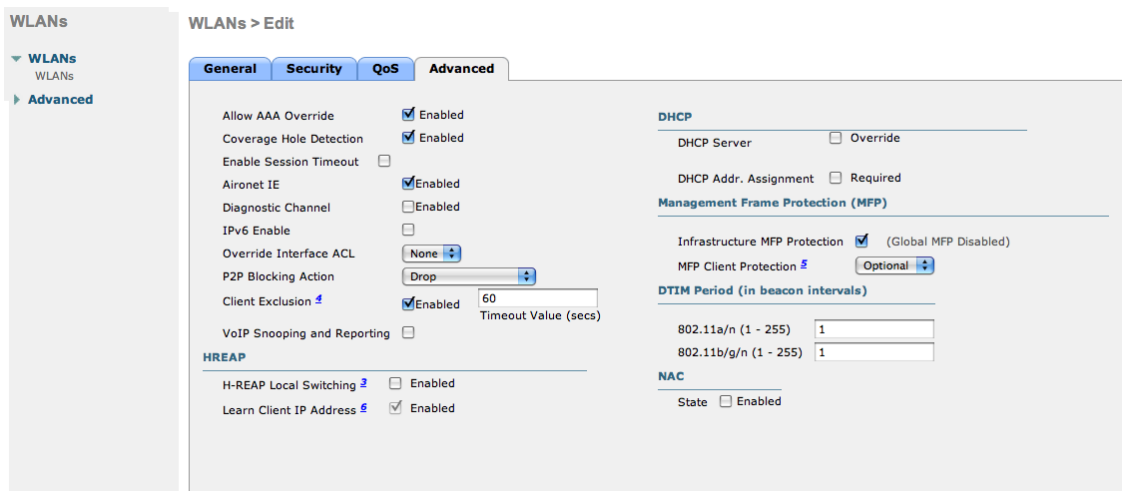 WLANs
WLANs
WLANs
Advanced
WLANs > Edit
General Security QoS Advanced
Allow AAA Override Enabled
Coverage Hole Detection Enabled
Enable Session Timeout
Aironet IE Enabled
Diagnostic Channel Enabled
IPv6 Enable
Override Interface ACL None
P2P Blocking Action Drop
Client Exclusion 4 Enabled 60
Timeout Value (secs)
VoIP Snooping and Reporting
HREAP
H-REAP Local Switching 3 Enabled
Learn Client IP Address 6 Enabled
DHCP
DHCP Server Override
DHCP Addr. Assignment Required
Management Frame Protection (MFP)
Infrastructure MFP Protection (Global MFP Disabled)
MFP Client Protection 5 Optional
DTIM Period (in beacon intervals)
802.11a/n (1 - 255) 1
802.11b/g/n (1 - 255) 1
NAC
State Enabled